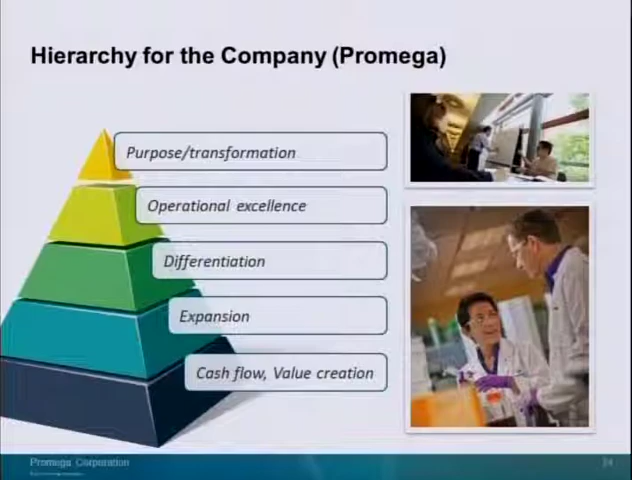 Hierarchy for the Company (Promega)
Purpose/transformation
Operational excellence
Differentiation
Expansion
Cash flow, Value creation
Promega Corporation